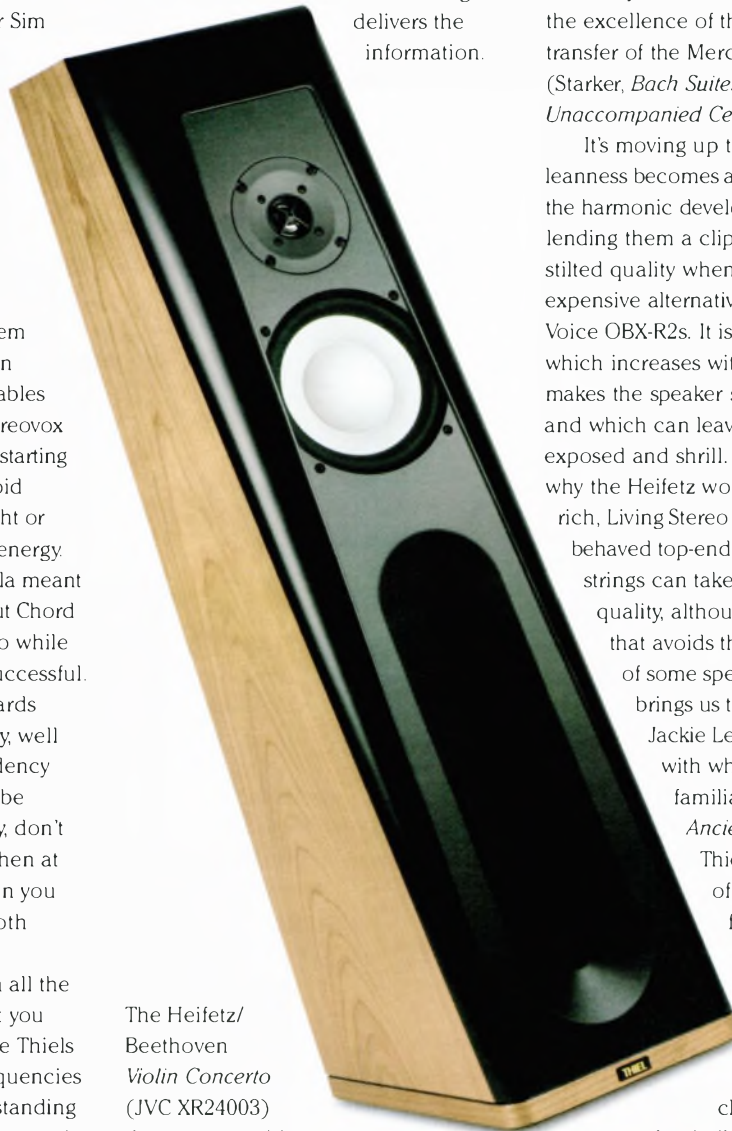 r Sim
em
n
ables
reovox
starting
oid
ht or
energy.
la meant
ut Chord
o while
uccessful.
ards
y, well
dency
be
y, don't
hen at
n you
oth
all the
t you
e Thiels
quencies
standing
The Heifetz/
Beethoven
Violin Concerto
(JVC XR24003)
delivers the
information.
the excellence of th
transfer of the Merc
(Starker, Bach Suite
Unaccompanied Ce
It's moving up t
leanness becomes a
the harmonic devel
lending them a clip
stilted quality when
expensive alternativ
Voice OBX-R2s. It is
which increases wit
makes the speaker s
and which can leav
exposed and shrill.
why the Heifetz wo
rich, Living Stereo
behaved top-end
strings can take
quality, althou
that avoids th
of some spe
brings us t
Jackie Le
with wh
familia
Ancie
Thie
of
f
cl
THIEL